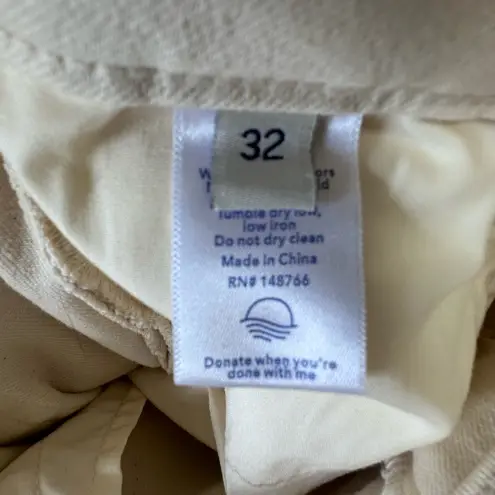 32
Tumble dry low,
low iron
Do not dry clean
Made in China
RN# 148766
Donate when you're
done with me